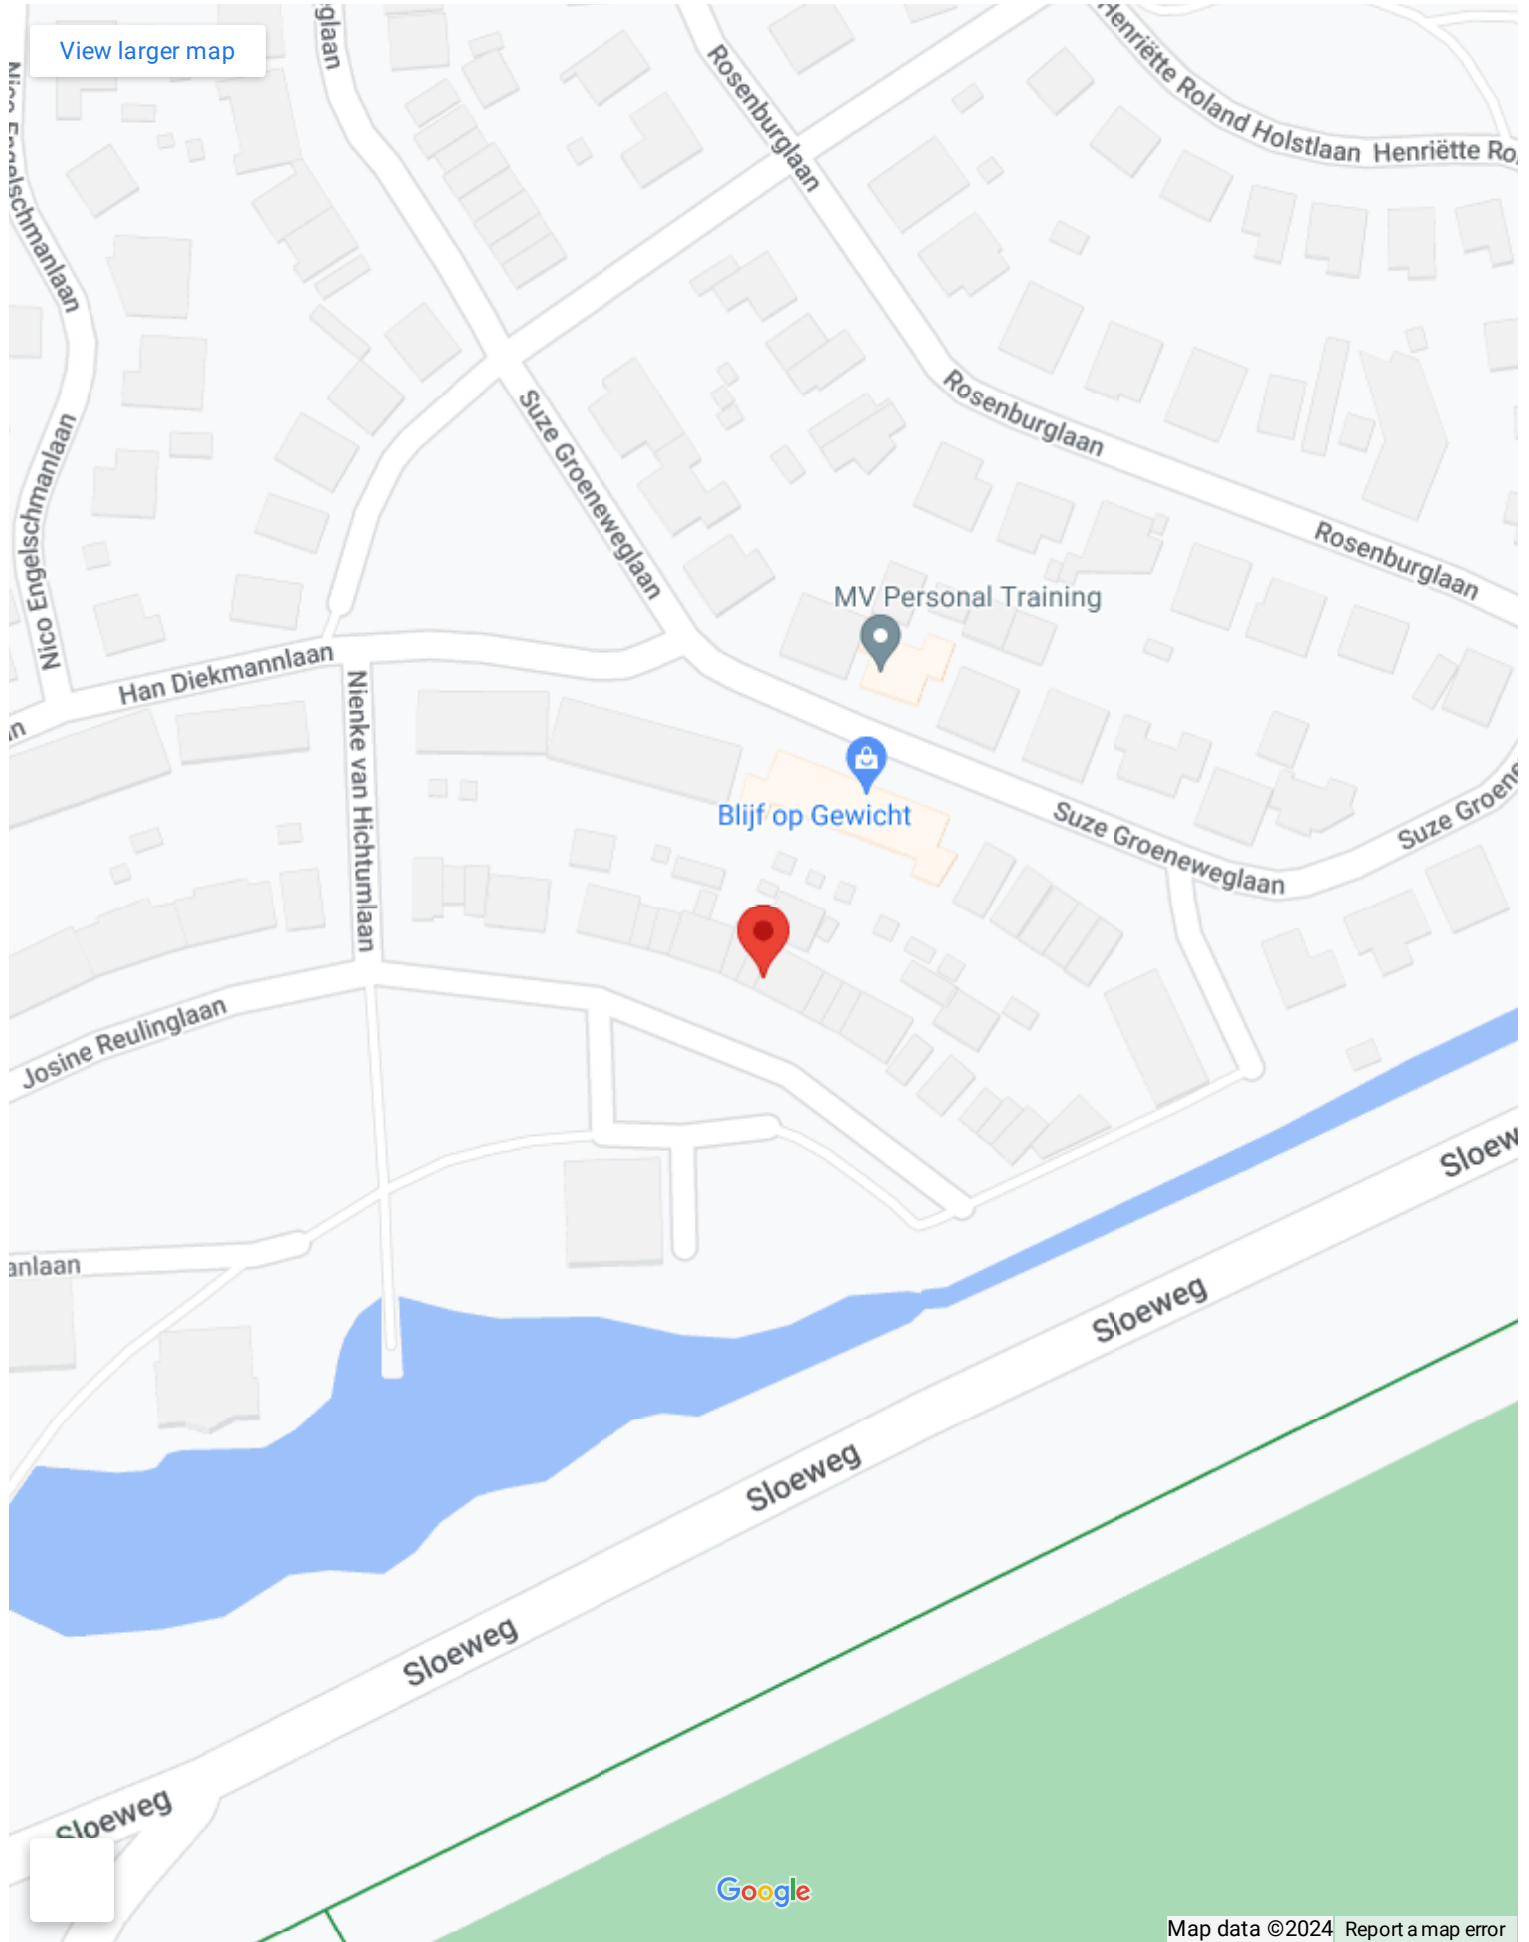 glaan
View larger map
Rosenburglaan
Henriëtte Roland Holstlaan
Henriëtte Ro
Nico Engelschmanlaan
Rosenburglaan
Suze Groeneweglaan
Nico Engelschmanlaan
Rosenburglaan
MV Personal Training
Han Diekmannlaan
Nienke van Hichtumlaan
an
Blijf op Gewicht
Suze Groeneweglaan
Suze Groene
Josine Reulinglaan
Sloew
anlaan
Sloeweg
Sloeweg
Sloeweg
Sloeweg
Google
Map data ©2024
Report a map error